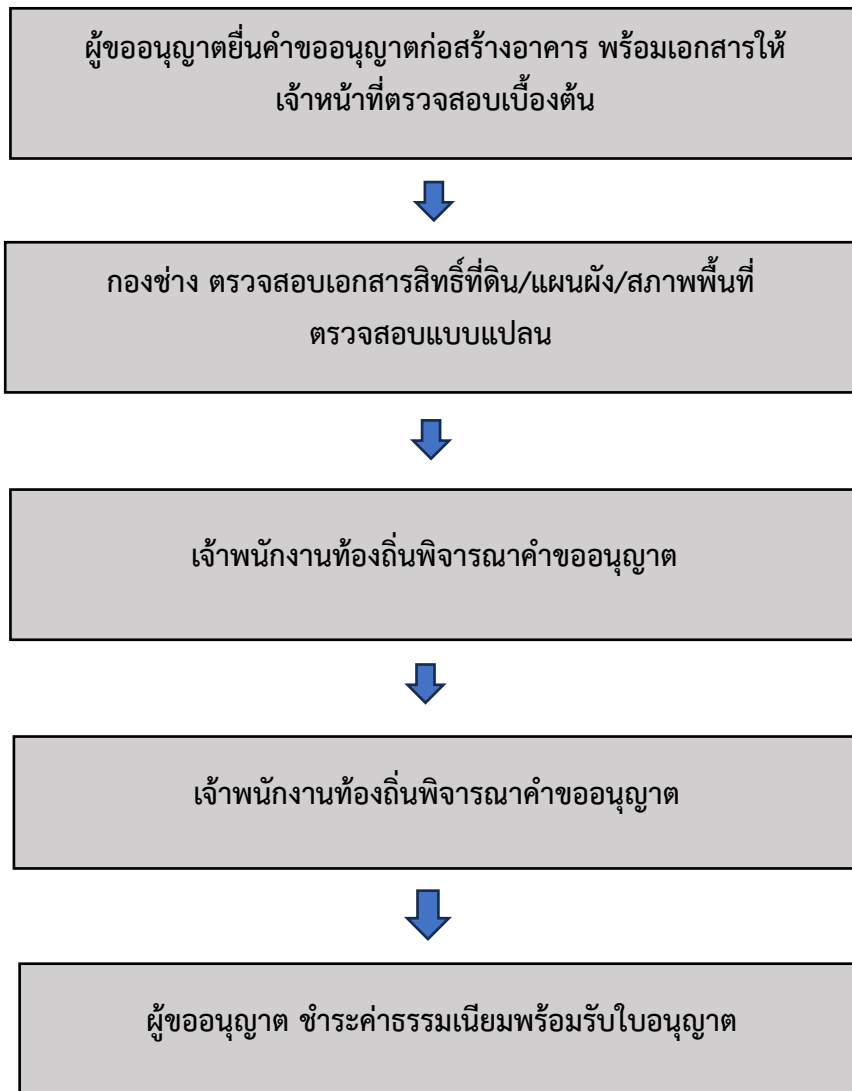 ผู้ขออนุญาตยื่นคำขออนุญาตก่อสร้างอาคาร พร้อมเอกสารให้
เจ้าหน้าที่ตรวจสอบเบื้องต้น
กองช่าง ตรวจสอบเอกสารสิทธิ์ที่ดิน/แผนผัง/สภาพพื้นที่
ตรวจสอบแบบแปลน
เจ้าพนักงานท้องถิ่นพิจารณาคำขออนุญาต
เจ้าพนักงานท้องถิ่นพิจารณาคำขออนุญาต
ผู้ขออนุญาต ชำระค่าธรรมเนียมพร้อมรับใบอนุญาต